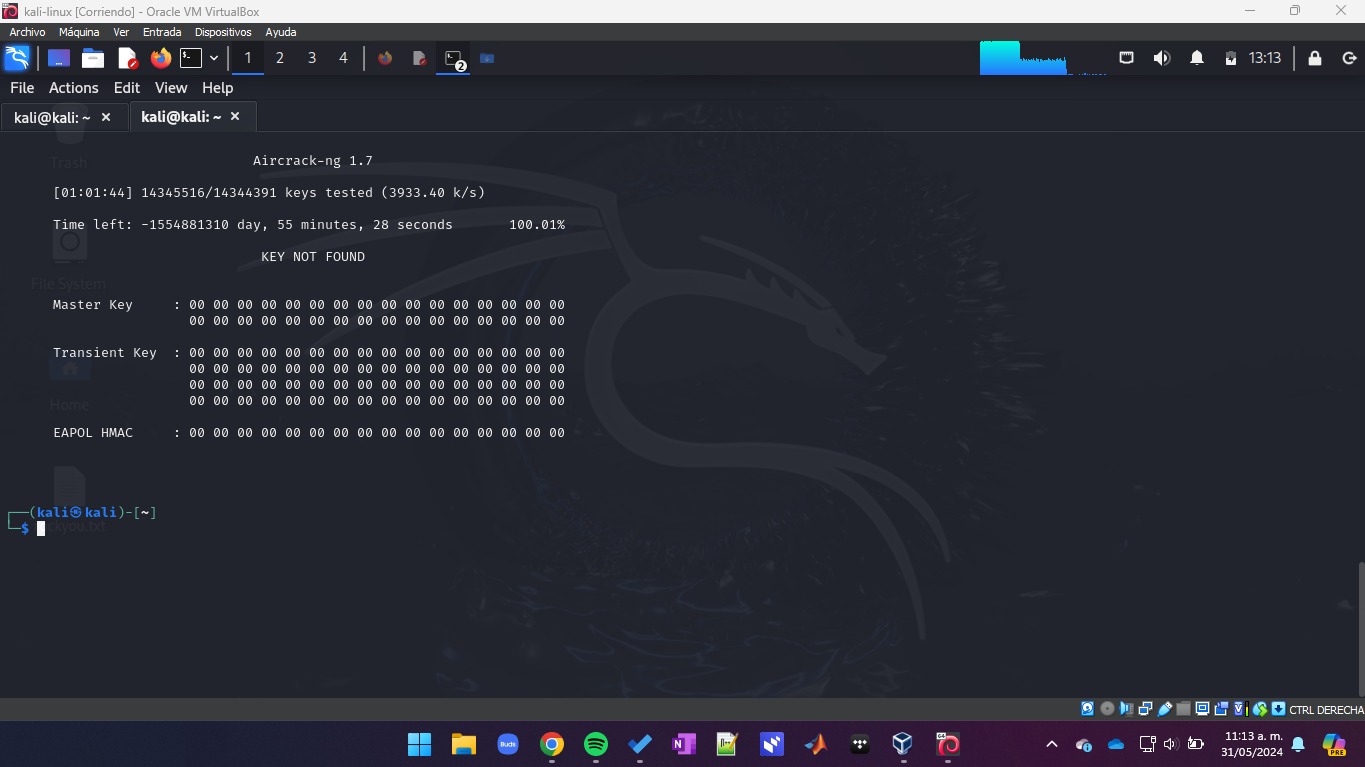 kali-linux [Corriendo] - Oracle VM VirtualBox
Archivo Máquina Ver Entrada Dispositivos Ayuda
1 2 3 4 2 13:13
File Actions Edit View Help
kali@kali: ~ × kali@kali: ~ ×
Trash
Aircrack-ng 1.7
[01:01:44] 14345516/14344391 keys tested (3933.40 k/s)
Time left: -1554881310 day, 55 minutes, 28 seconds 100.01%
KEY NOT FOUND
File System
Master Key : 00 00 00 00 00 00 00 00 00 00 00 00 00 00 00 00
00 00 00 00 00 00 00 00 00 00 00 00 00 00 00 00
Transient Key : 00 00 00 00 00 00 00 00 00 00 00 00 00 00 00 00
00 00 00 00 00 00 00 00 00 00 00 00 00 00 00 00
00 00 00 00 00 00 00 00 00 00 00 00 00 00 00 00
00 00 00 00 00 00 00 00 00 00 00 00 00 00 00 00
Home
EAPOL HMAC : 00 00 00 00 00 00 00 00 00 00 00 00 00 00 00 00
┌──(kali㉿kali)-[~]
└─$
ckyou.txt
CTRL DERECHA
Buds
11:13 a. m.
31/05/2024
PRE